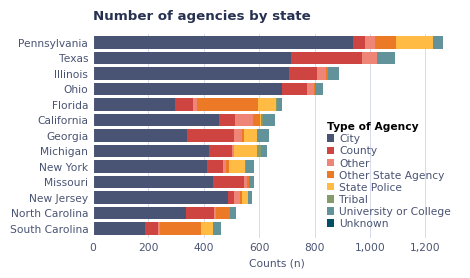 Number of agencies by state
Pennsylvania
Texas
Illinois
Ohio
Florida
California
Georgia
Michigan
New York
Missouri
New Jersey
North Carolina
South Carolina
Type of Agency
City
County
Other
Other State Agency
State Police
Tribal
University or College
Unknown
0 200 400 600 800 1,000 1,200
Counts (n)